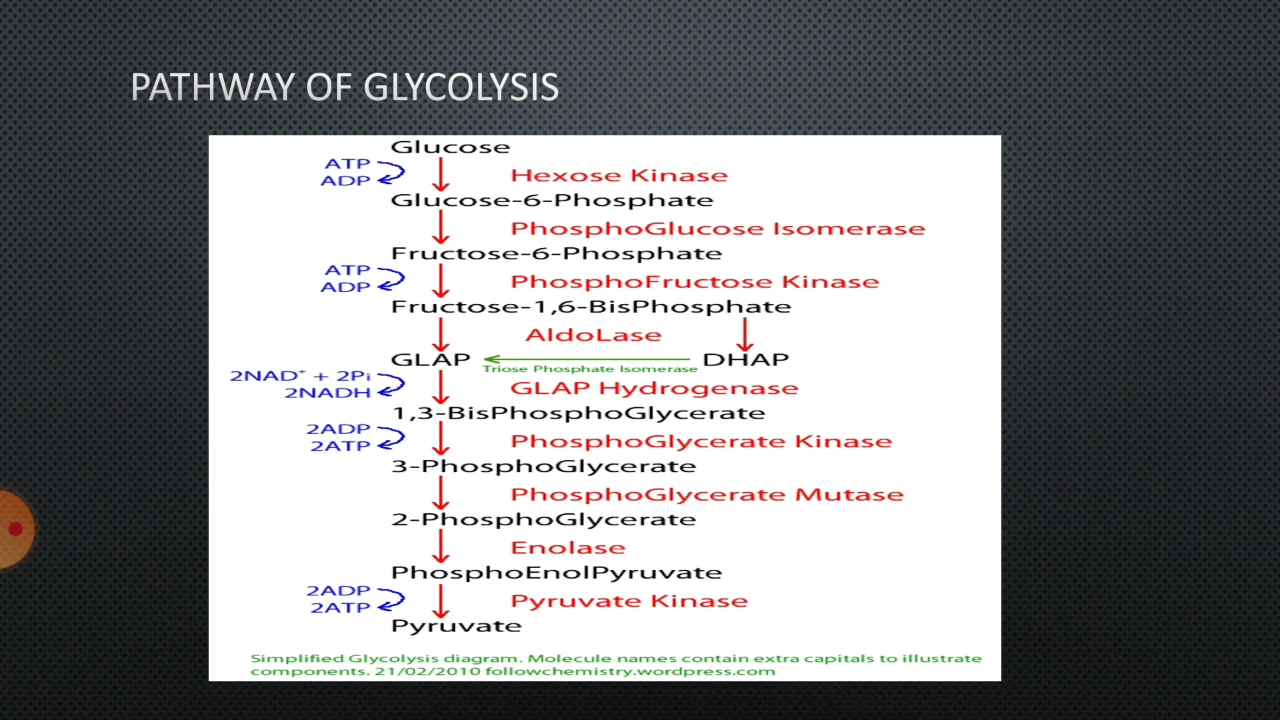 PATHWAY OF GLYCOLYSIS
Glucose
ATP
ADP
Hexose Kinase
Glucose-6-Phosphate
PhosphoGlucose Isomerase
Fructose-6-Phosphate
ATP
ADP
PhosphoFructose Kinase
Fructose-1,6-BisPhosphate
AldoLase
GLAP
DHAP
Triose Phosphate Isomerase
2NAD⁺ + 2Pi
2NADH
GLAP Hydrogenase
1,3-BisPhosphoGlycerate
2ADP
2ATP
PhosphoGlycerate Kinase
3-PhosphoGlycerate
PhosphoGlycerate Mutase
2-PhosphoGlycerate
Enolase
PhosphoEnolPyruvate
2ADP
2ATP
Pyruvate Kinase
Pyruvate
Simplified Glycolysis diagram. Molecule names contain extra capitals to illustrate
components. 21/02/2010 followchemistry.wordpress.com